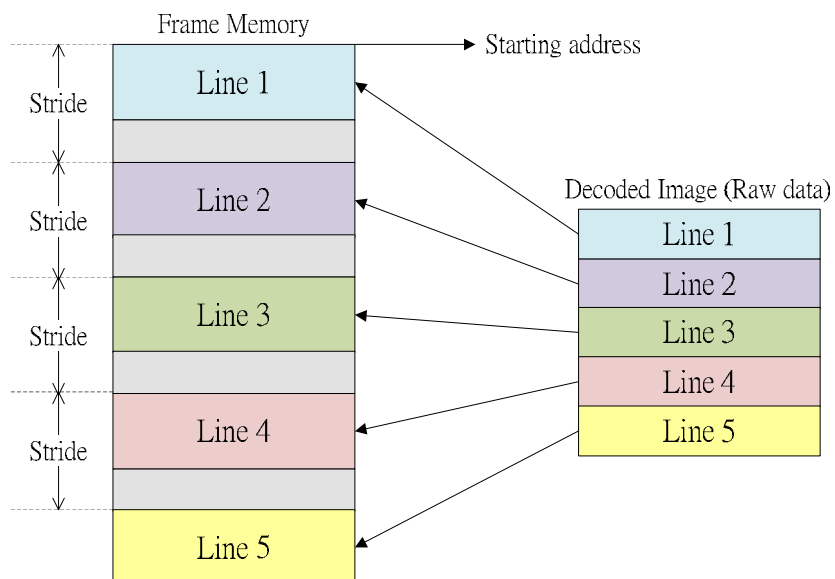 Frame Memory
Starting address
Line 1
Stride
Line 2
Stride
Line 3
Stride
Line 4
Stride
Line 5
Decoded Image (Raw data)
Line 1
Line 2
Line 3
Line 4
Line 5